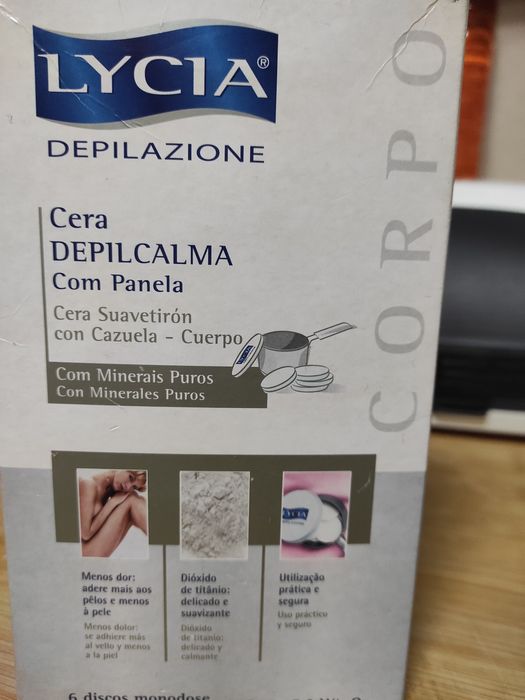 LYCIA®
DEPILAZIONE
CORPO
Cera
DEPILCALMA
Com Panela
Cera Suavetirón
con Cazuela - Cuerpo
LYCIA
Com Minerais Puros
Con Minerales Puros
LYCIA
Menos dor:
adere mais aos
pêlos e menos
à pele
Menos dolor:
se adhiere más
al vello y menos
a la piel
Dióxido
de titânio:
delicado e
suavizante
Dióxido
de titanio:
delicado y
calmante
Utilização
prática e
segura
Uso práctico
y seguro
6 discos monodose